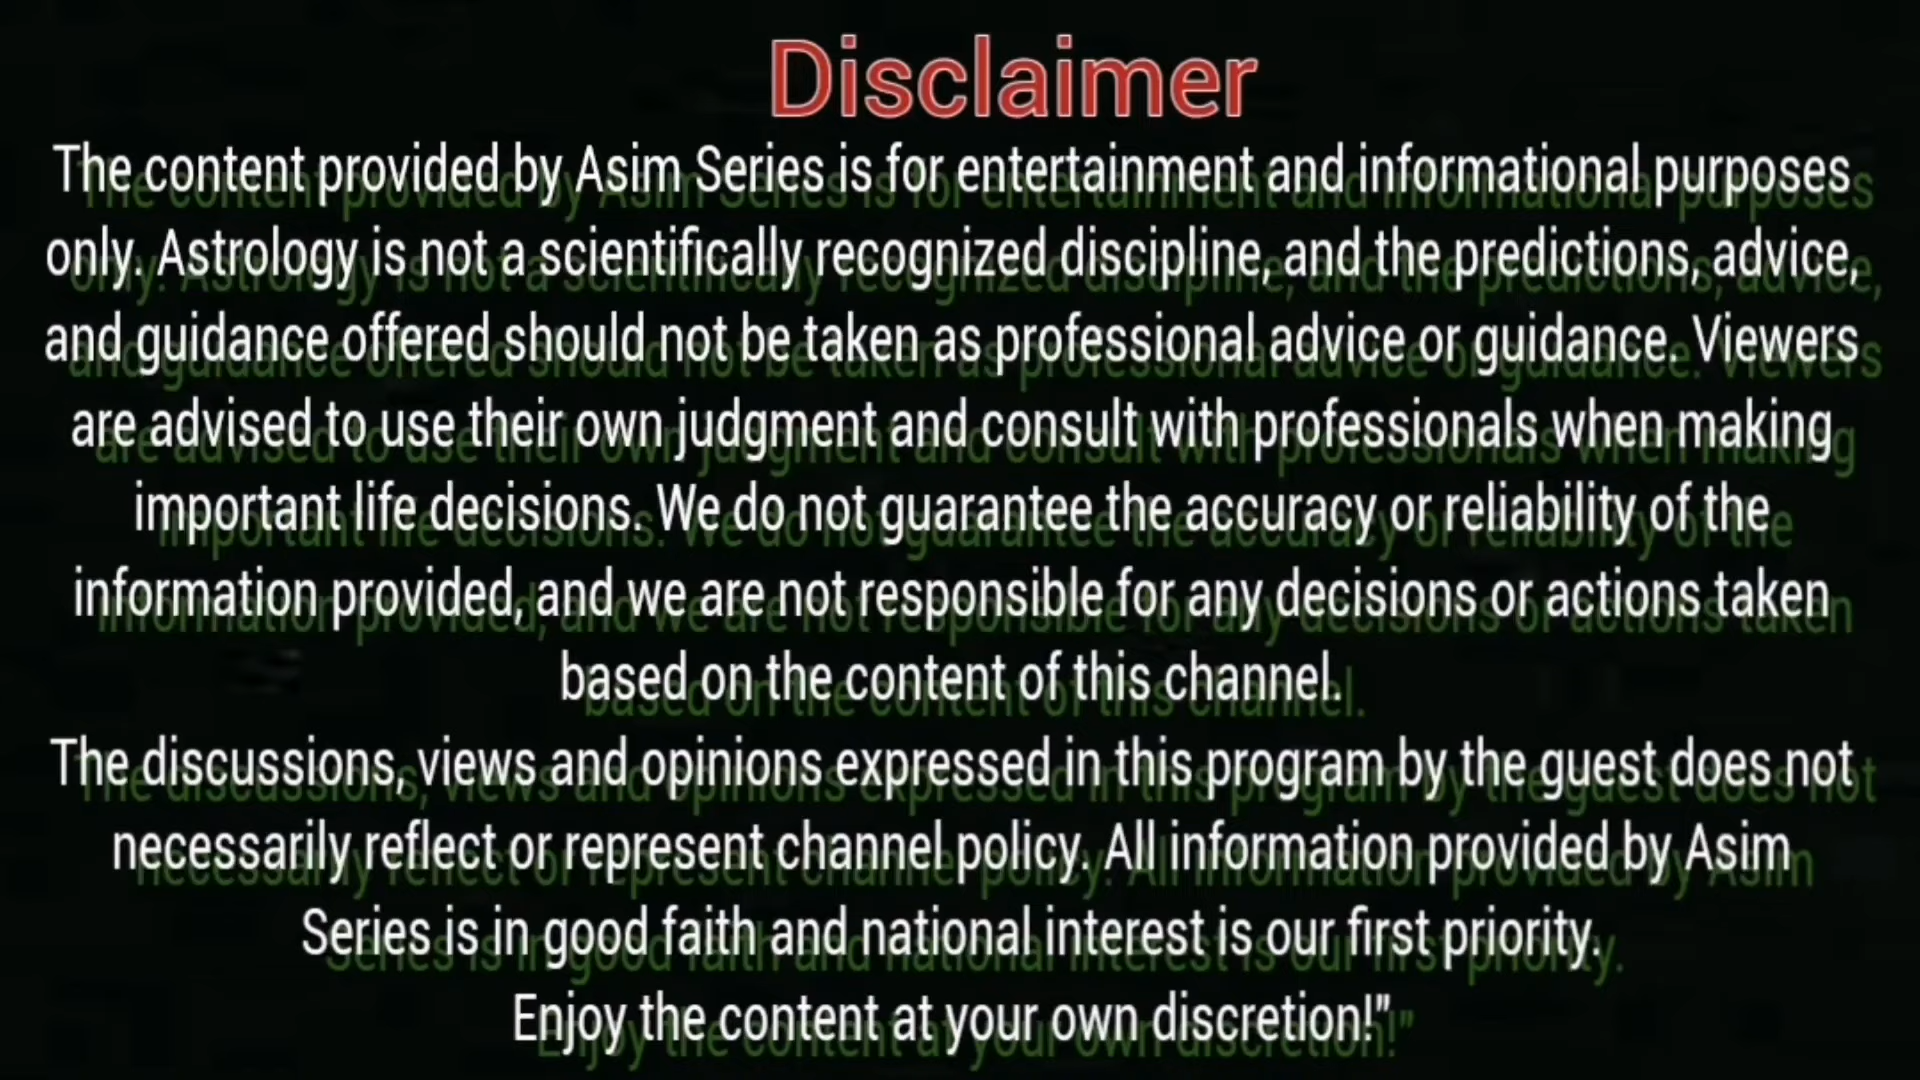 Disclaimer
The content provided by Asim Series is for entertainment and informational purposes
only. Astrology is not a scientifically recognized discipline, and the predictions, advice,
and guidance offered should not be taken as professional advice or guidance. Viewers
are advised to use their own judgment and consult with professionals when making
important life decisions. We do not guarantee the accuracy or reliability of the
information provided, and we are not responsible for any decisions or actions taken
based on the content of this channel.
The discussions, views and opinions expressed in this program by the guest does not
necessarily reflect or represent channel policy. All information provided by Asim
Series is in good faith and national interest is our first priority.
Enjoy the content at your own discretion!"